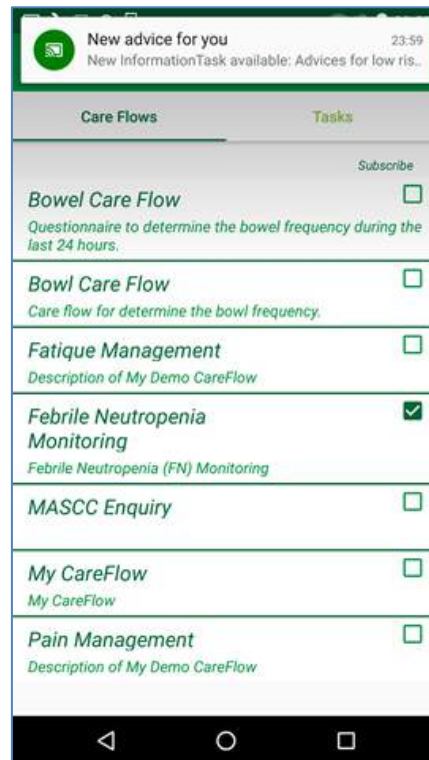 New advice for you 23:59
New InformationTask available: Advices for low ris..
Care Flows Tasks
Subscribe
Bowel Care Flow
Questionnaire to determine the bowel frequency during the
last 24 hours.
Bowl Care Flow
Care flow for determine the bowl frequency.
Fatique Management
Description of My Demo CareFlow
Febrile Neutropenia
Monitoring
Febrile Neutropenia (FN) Monitoring
MASCC Enquiry
My CareFlow
My CareFlow
Pain Management
Description of My Demo CareFlow